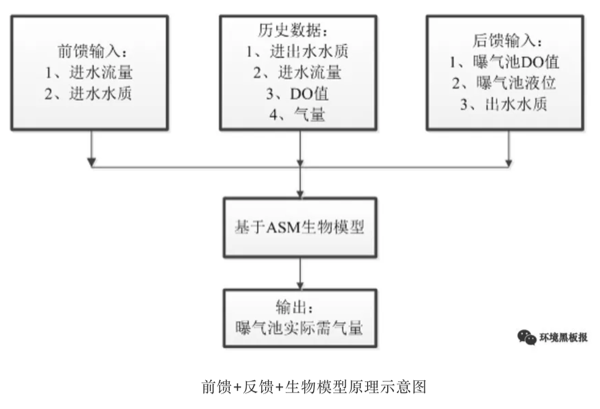 前馈输入：
1、进水流量
2、进水水质
历史数据：
1、进出水水质
2、进水流量
3、DO值
4、气量
后馈输入：
1、曝气池DO值
2、曝气池液位
3、出水水质
基于ASM生物模型
输出：
曝气池实际需气量
环境黑板报
前馈+反馈+生物模型原理示意图